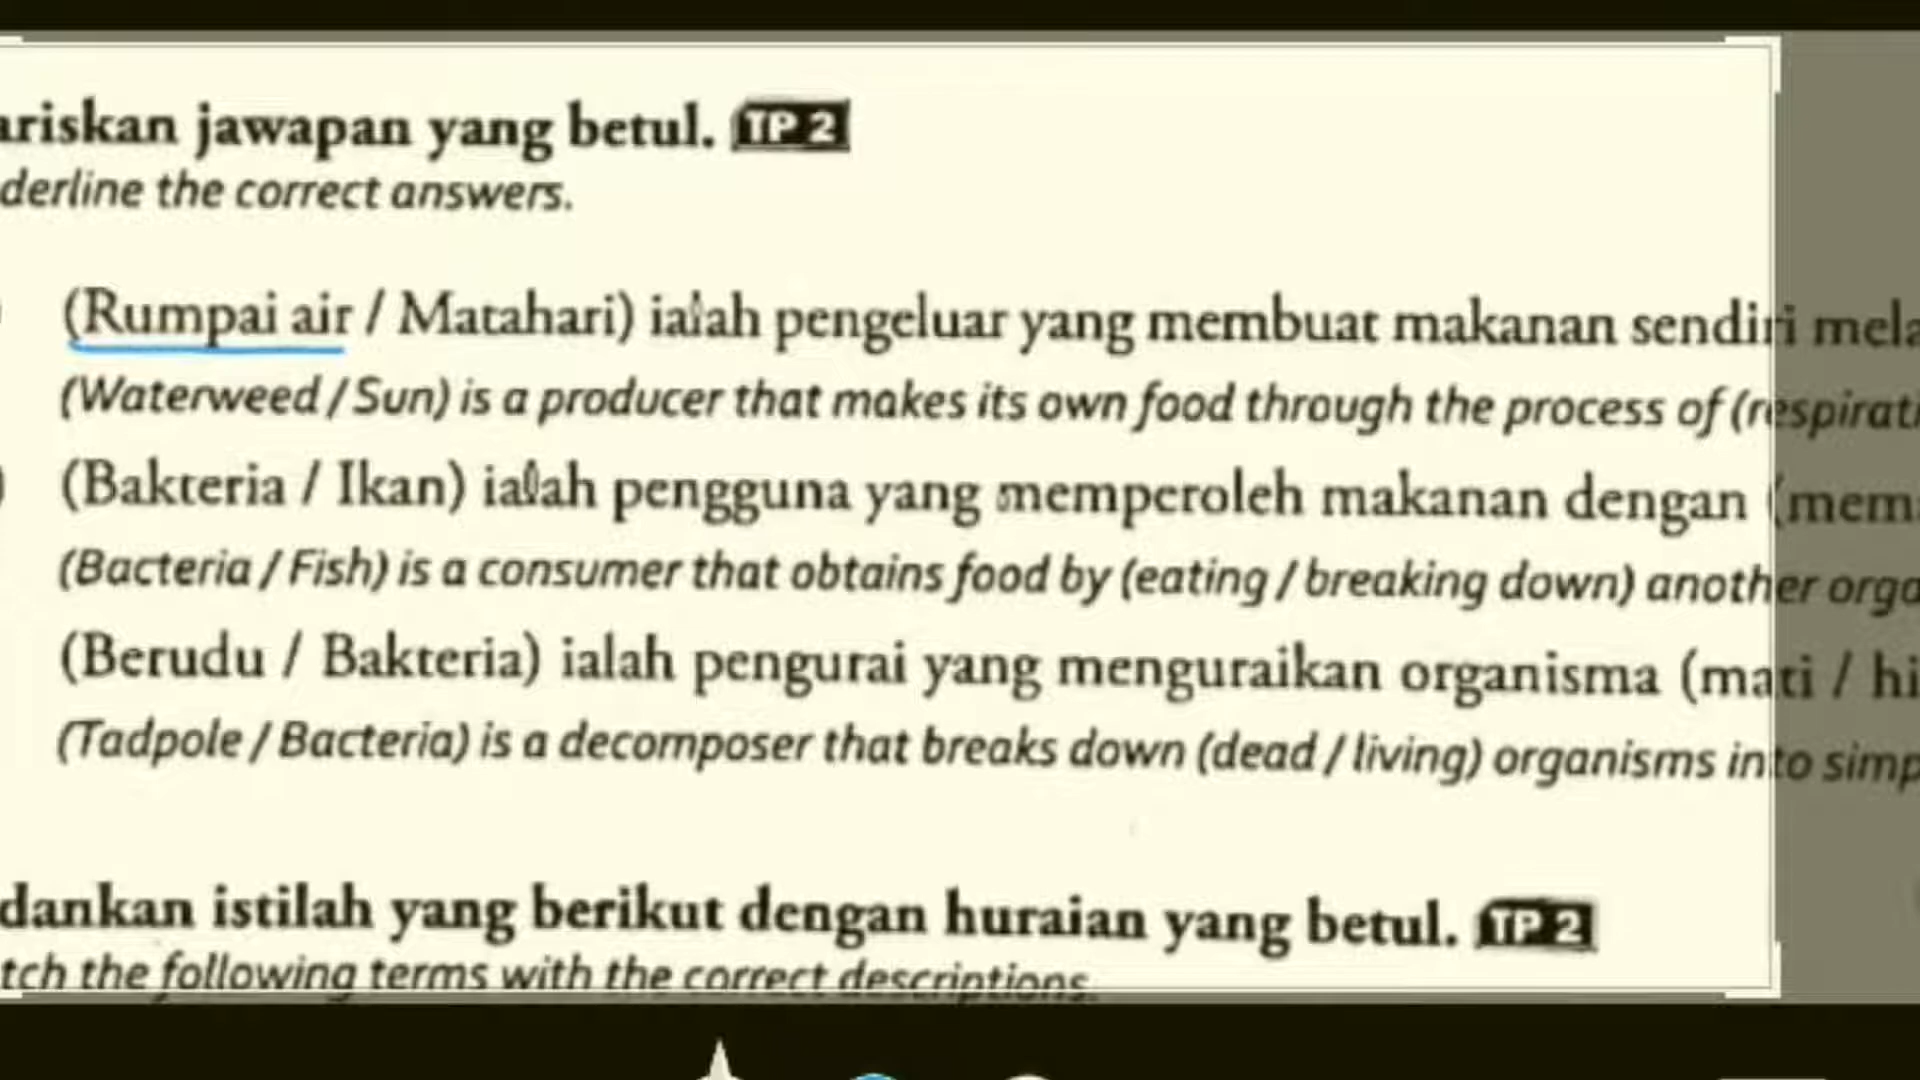 ariskan jawapan yang betul. TP 2
derline the correct answers.
(Rumpai air / Matahari) ialah pengeluar yang membuat makanan sendiri mela
(Waterweed / Sun) is a producer that makes its own food through the process of (respirati
(Bakteria / Ikan) ialah pengguna yang memperoleh makanan dengan (mema
(Bacteria / Fish) is a consumer that obtains food by (eating / breaking down) another orga
(Berudu / Bakteria) ialah pengurai yang menguraikan organisma (mati / hi
(Tadpole / Bacteria) is a decomposer that breaks down (dead / living) organisms into simp
dankan istilah yang berikut dengan huraian yang betul. TP 2
tch the following terms with the correct descriptions.